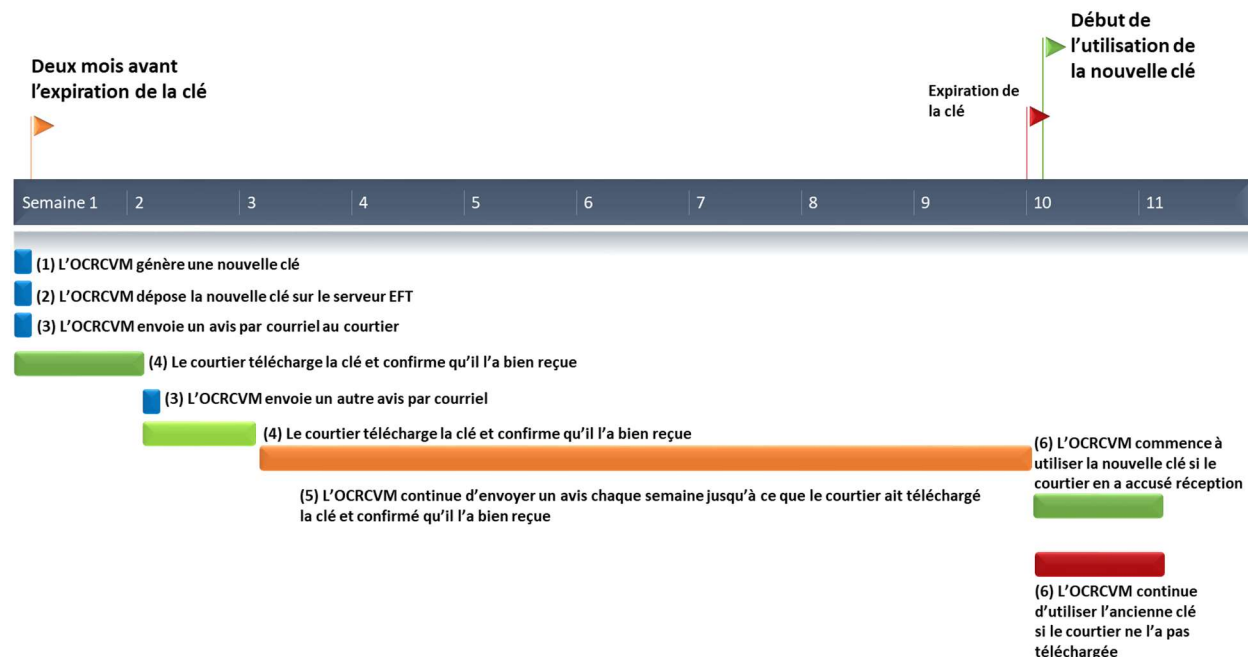 Début de
l'utilisation de
la nouvelle clé
Deux mois avant
l'expiration de la clé
Expiration de
la clé
Semaine 1 2 3 4 5 6 7 8 9 10 11
(1) L'OCRCVM génère une nouvelle clé
(2) L'OCRCVM dépose la nouvelle clé sur le serveur EFT
(3) L'OCRCVM envoie un avis par courriel au courtier
(4) Le courtier télécharge la clé et confirme qu'il l'a bien reçue
(3) L'OCRCVM envoie un autre avis par courriel
(4) Le courtier télécharge la clé et confirme qu'il l'a bien reçue
(5) L'OCRCVM continue d'envoyer un avis chaque semaine jusqu'à ce que le courtier ait téléchargé
la clé et confirmé qu'il l'a bien reçue
(6) L'OCRCVM commence à
utiliser la nouvelle clé si le
courtier en a accusé réception
(6) L'OCRCVM continue
d'utiliser l'ancienne clé
si le courtier ne l'a pas
téléchargée